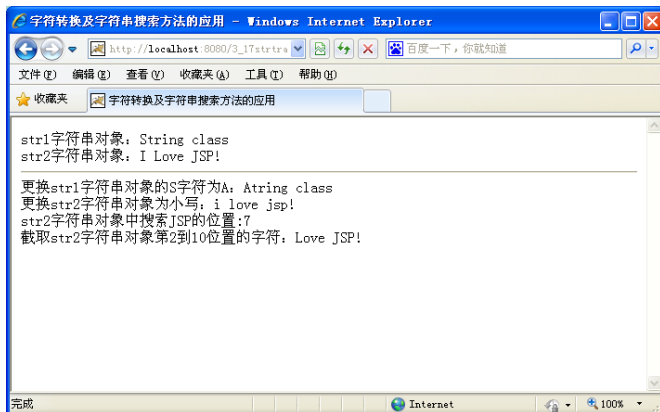 字符转换及字符串搜索方法的应用 - Windows Internet Explorer
http://localhost:8080/3_17strtra
百度一下，你就知道
文件(F) 编辑(E) 查看(V) 收藏夹(A) 工具(T) 帮助(H)
收藏夹 字符转换及字符串搜索方法的应用
str1字符串对象：String class
str2字符串对象：I Love JSP!
更换str1字符串对象的S字符为A：Atring class
更换str2字符串对象为小写：i love jsp!
str2字符串对象中搜索JSP的位置:7
截取str2字符串对象第2到10位置的字符：Love JSP!
完成 Internet 100%